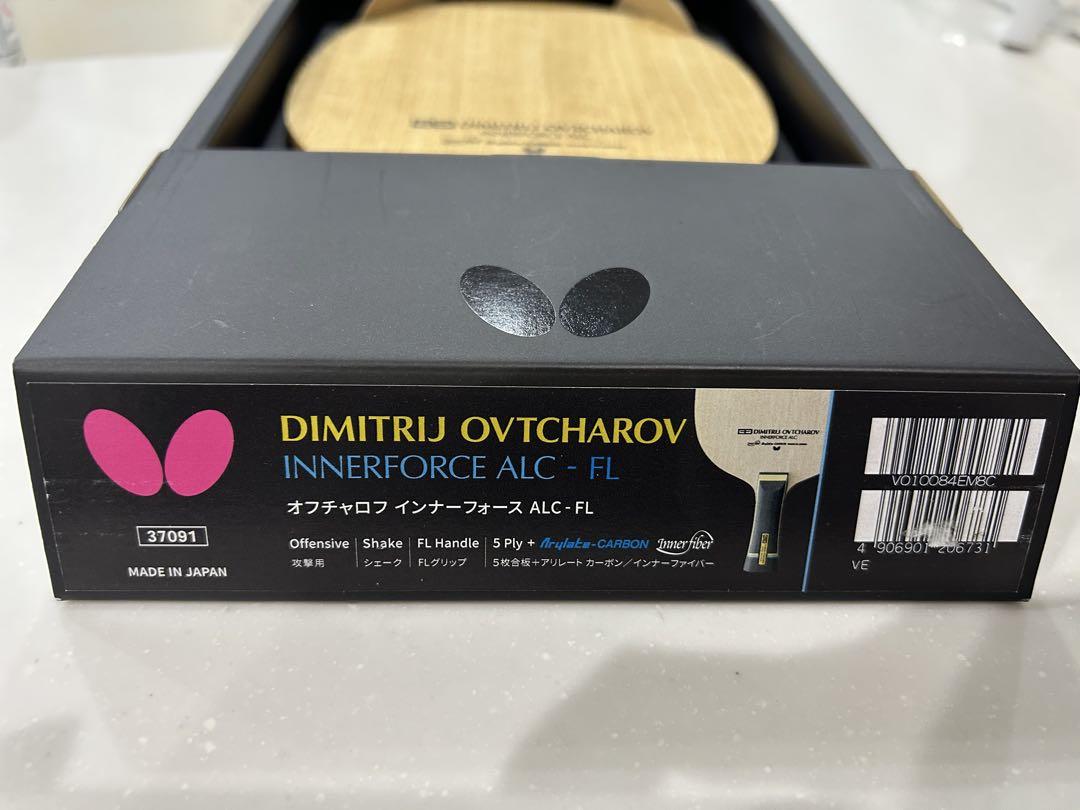 DIMITRIJ OVTCHAROV
INNERFORCE ALC
DIMITRIJ OVTCHAROV
INNERFORCE ALC - FL
オフチャロフ インナーフォース ALC - FL
37091
MADE IN JAPAN
Offensive Shake FL Handle 5 Ply + Arylate-CARBON Innerfiber
攻撃用 シェーク FLグリップ 5枚合板+アリレート カーボン/インナーファイバー
DIMITRIJ OVTCHAROV
INNERFORCE ALC
VO10084EM8C
4 906901 206731
VE